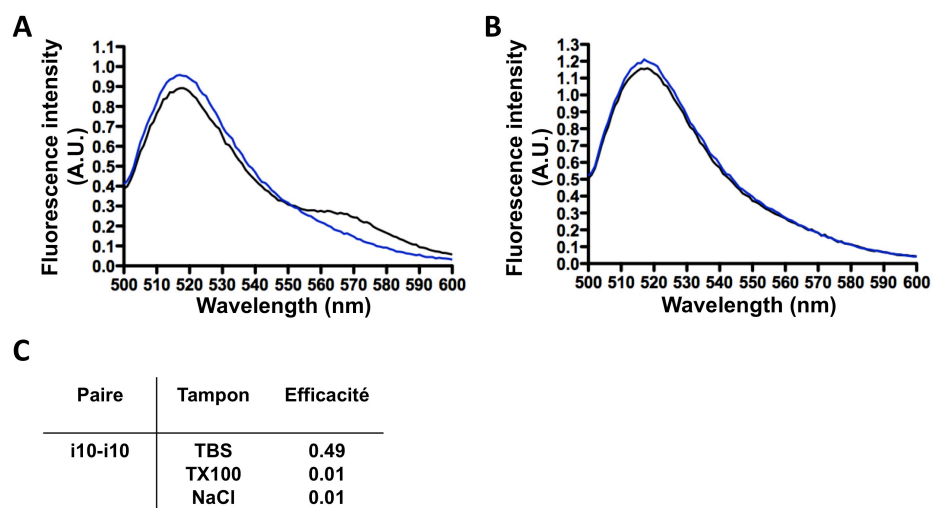 A
Fluorescence intensity
(A.U.)
1.1
1.0
0.9
0.8
0.7
0.6
0.5
0.4
0.3
0.2
0.1
0.0
500 510 520 530 540 550 560 570 580 590 600
Wavelength (nm)
B
Fluorescence intensity
(A.U.)
1.3
1.2
1.1
1.0
0.9
0.8
0.7
0.6
0.5
0.4
0.3
0.2
0.1
0.0
500 510 520 530 540 550 560 570 580 590 600
Wavelength (nm)
C
Paire Tampon Efficacité
i10-i10 TBS 0.49
TX100 0.01
NaCl 0.01